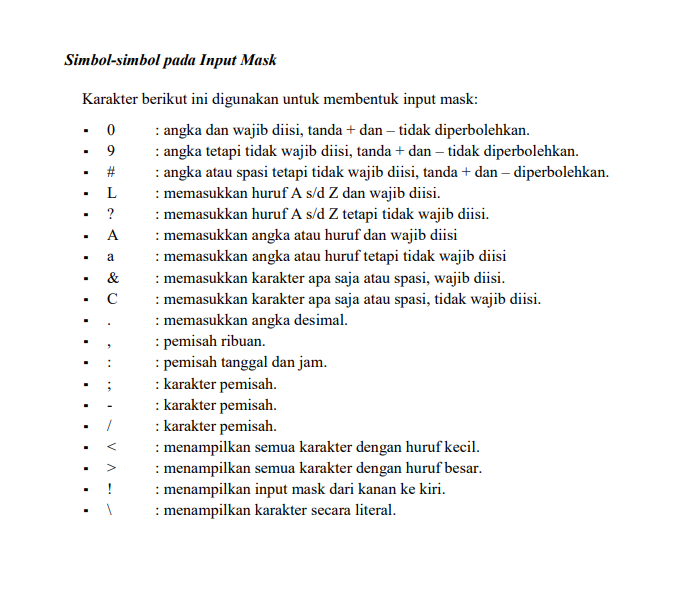 Simbol-simbol pada Input Mask
Karakter berikut ini digunakan untuk membentuk input mask:
▪ 0 : angka dan wajib diisi, tanda + dan – tidak diperbolehkan.
▪ 9 : angka tetapi tidak wajib diisi, tanda + dan – tidak diperbolehkan.
▪ # : angka atau spasi tetapi tidak wajib diisi, tanda + dan – diperbolehkan.
▪ L : memasukkan huruf A s/d Z dan wajib diisi.
▪ ? : memasukkan huruf A s/d Z tetapi tidak wajib diisi.
▪ A : memasukkan angka atau huruf dan wajib diisi
▪ a : memasukkan angka atau huruf tetapi tidak wajib diisi
▪ & : memasukkan karakter apa saja atau spasi, wajib diisi.
▪ C : memasukkan karakter apa saja atau spasi, tidak wajib diisi.
▪ . : memasukkan angka desimal.
▪ , : pemisah ribuan.
▪ : : pemisah tanggal dan jam.
▪ ; : karakter pemisah.
▪ - : karakter pemisah.
▪ / : karakter pemisah.
▪ < : menampilkan semua karakter dengan huruf kecil.
▪ > : menampilkan semua karakter dengan huruf besar.
▪ ! : menampilkan input mask dari kanan ke kiri.
▪ \ : menampilkan karakter secara literal.